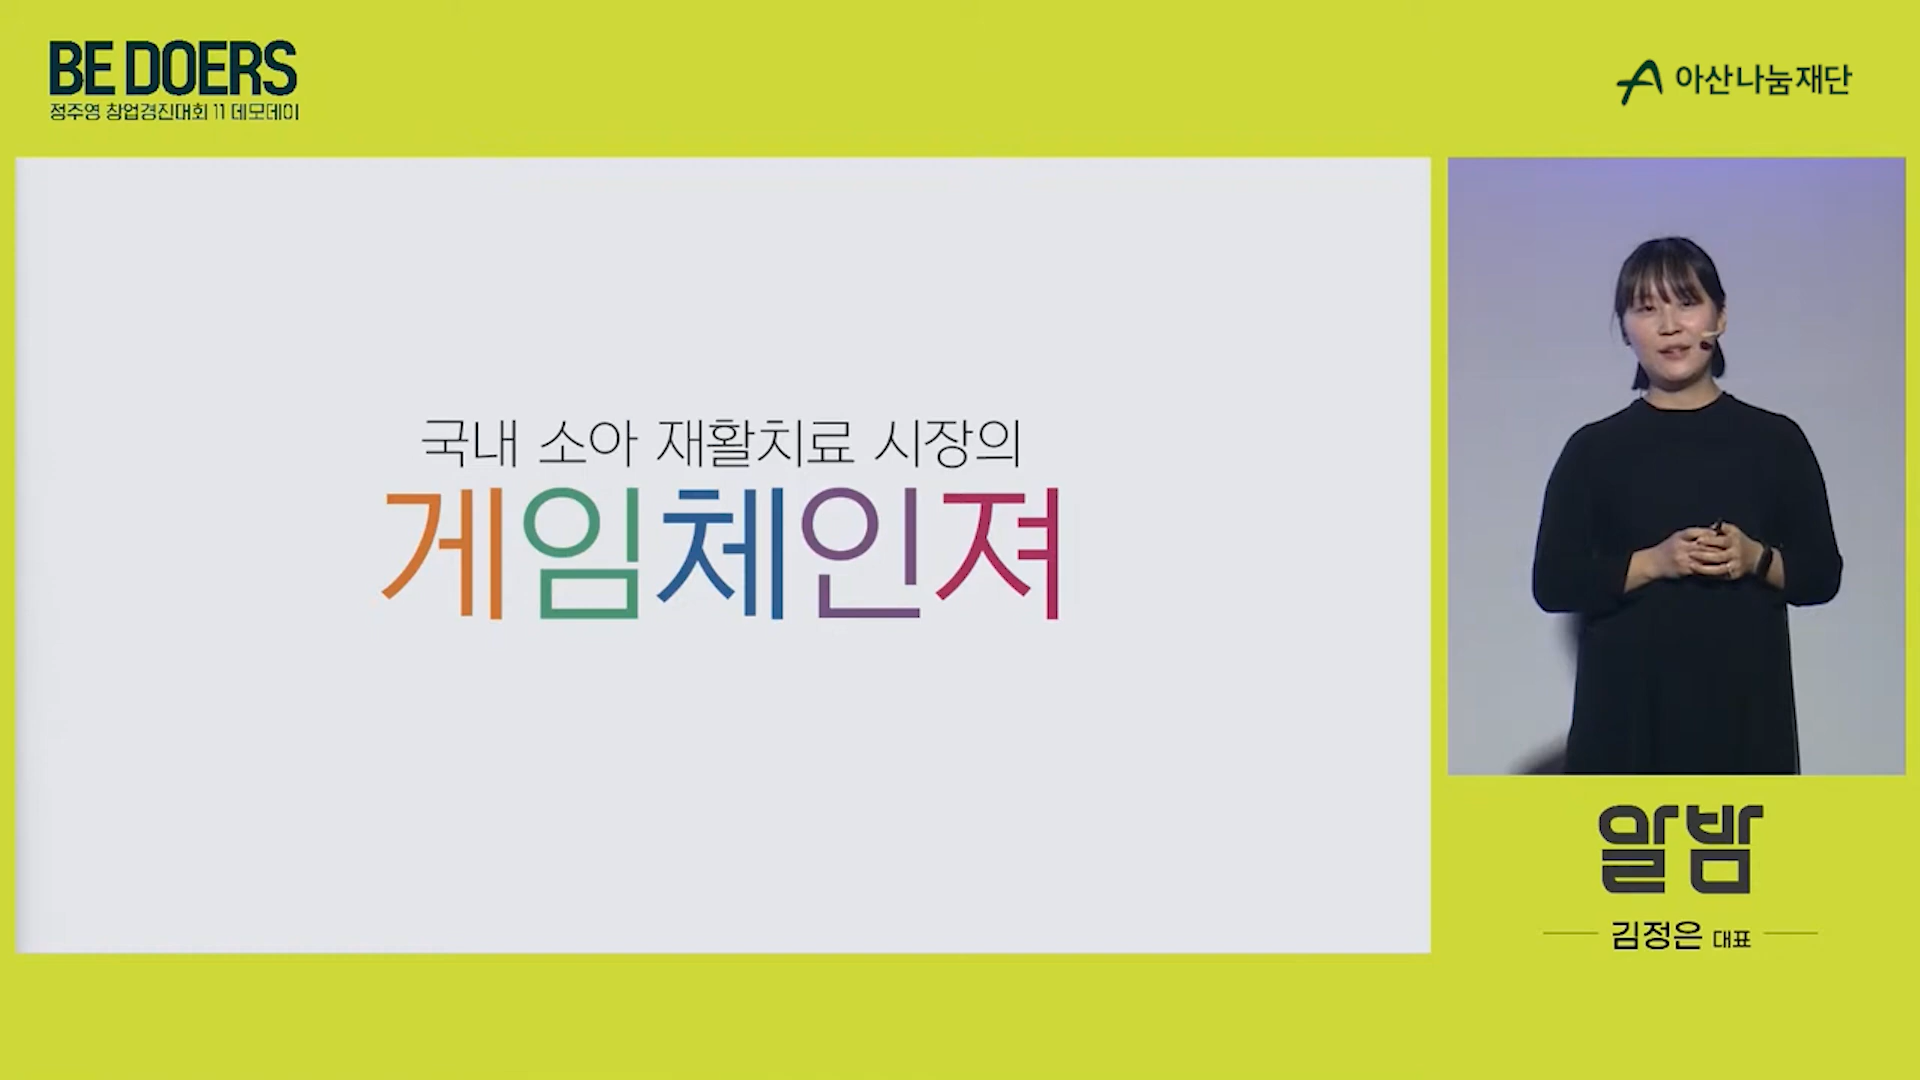 BE DOERS
정주영 창업경진대회 11 데모데이
아산나눔재단
국내 소아 재활치료 시장의
게임체인져
알밤
김정은 대표